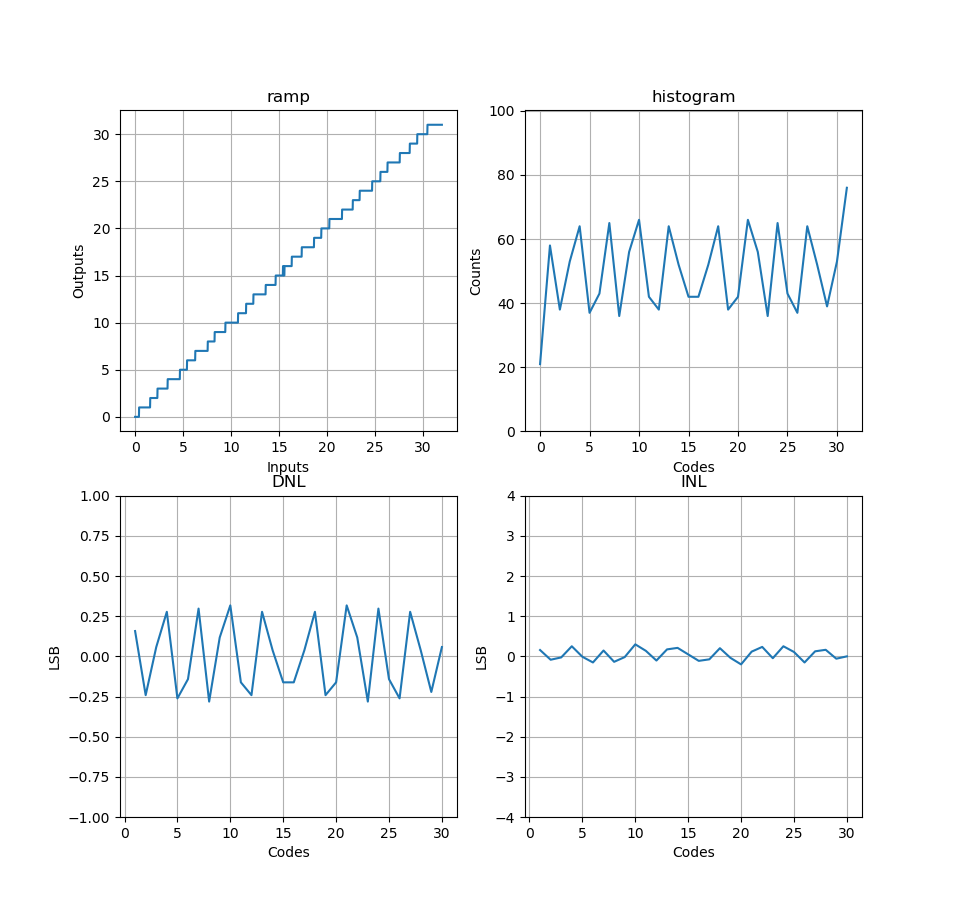 ramp
histogram
Outputs
30
25
20
15
10
5
0
0 5 10 15 20 25 30
Inputs
Counts
100
80
60
40
20
0
0 5 10 15 20 25 30
Codes
DNL
LSB
1.00
0.75
0.50
0.25
0.00
−0.25
−0.50
−0.75
−1.00
0 5 10 15 20 25 30
Codes
INL
LSB
4
3
2
1
0
−1
−2
−3
−4
0 5 10 15 20 25 30
Codes